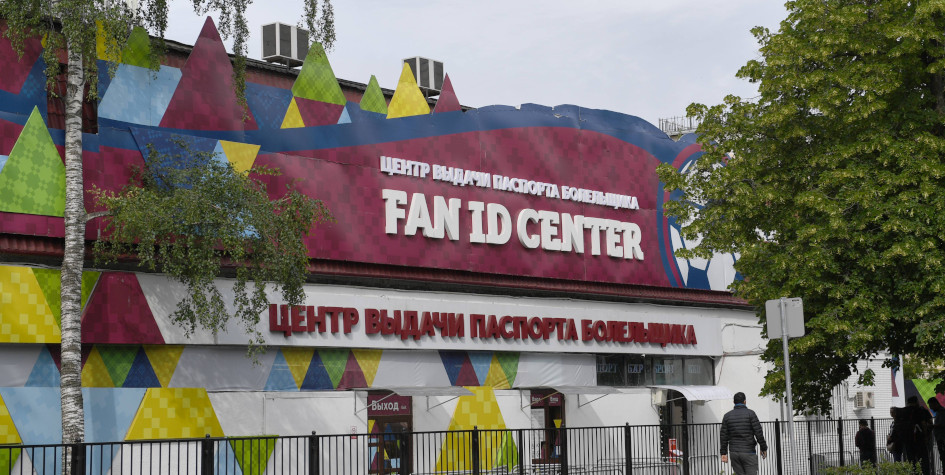 ЦЕНТР ВЫДАЧИ ПАСПОРТА БОЛЕЛЬЩИКА
FAN ID CENTER
ЦЕНТР ВЫДАЧИ ПАСПОРТА БОЛЕЛЬЩИКА
Выход